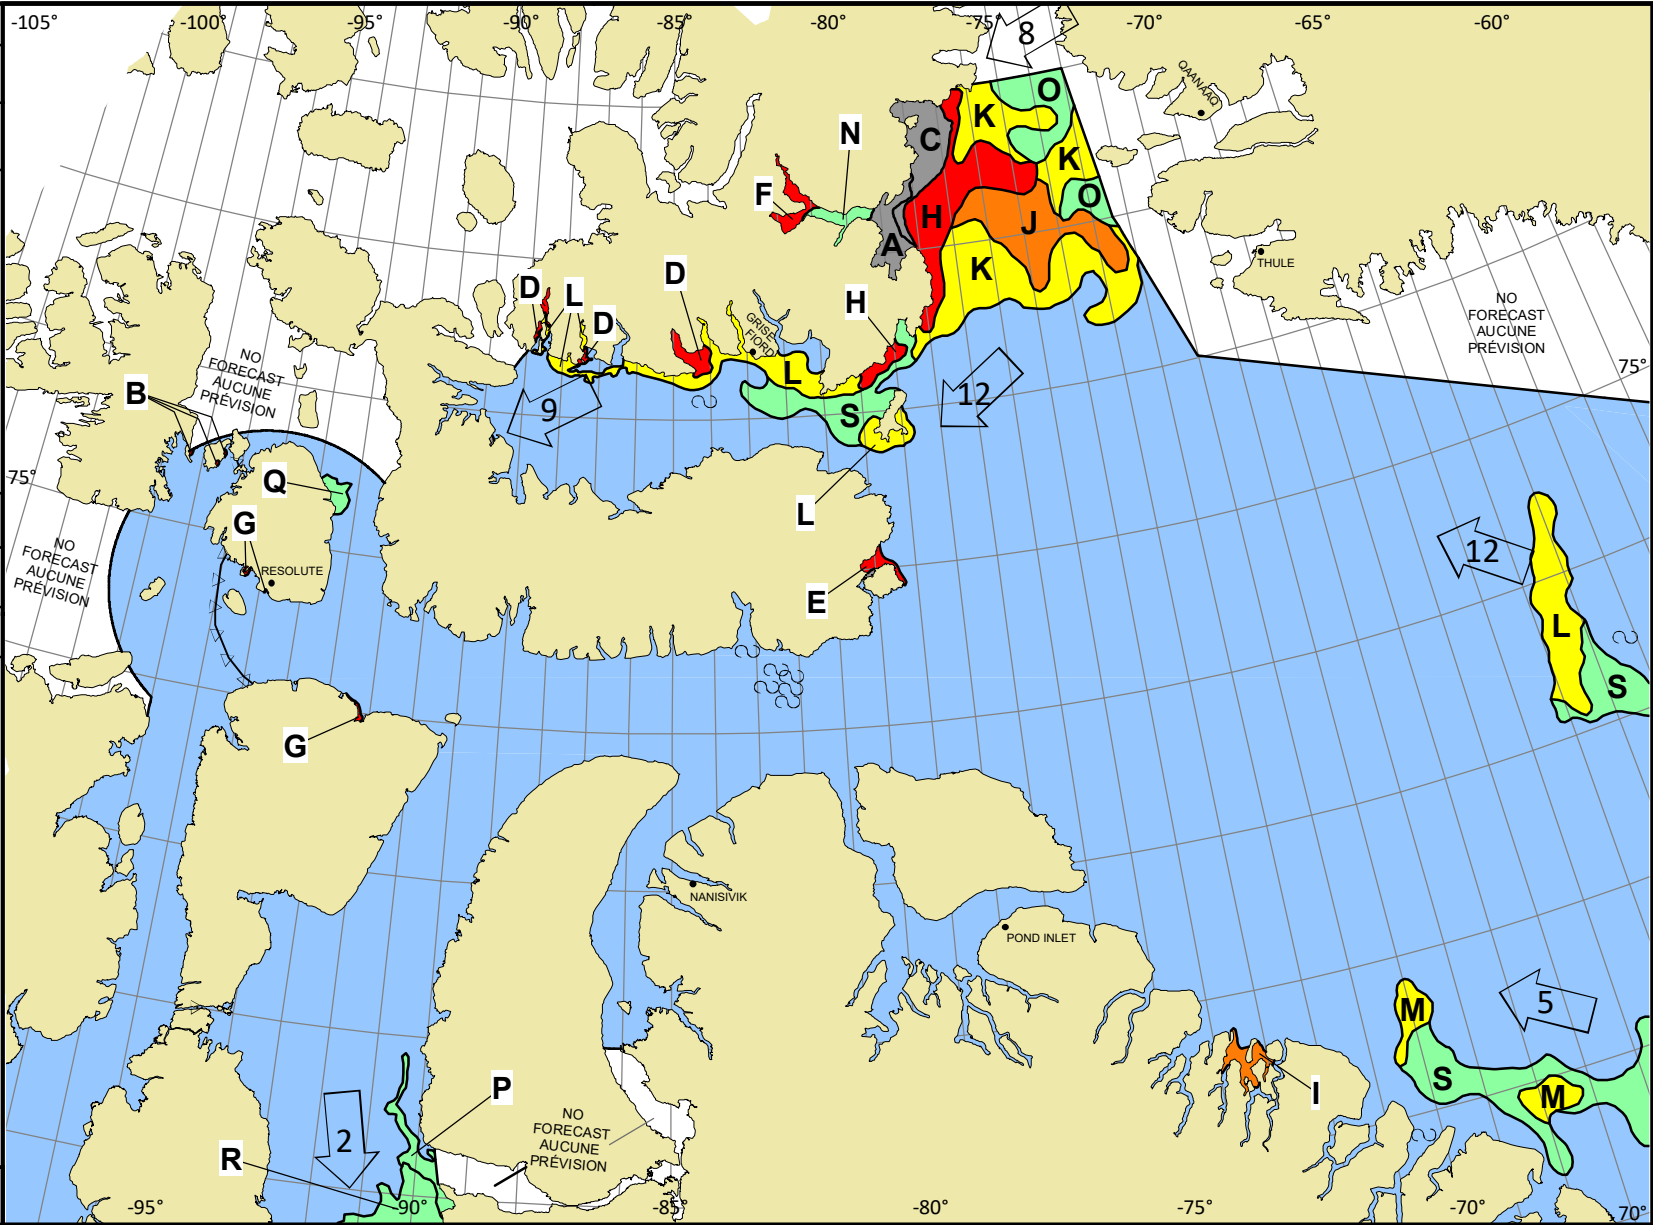 -105°
-100°
-95°
-90°
-85°
-80°
-75°
-70°
-65°
-60°
8
QAANAAQ
O
K
C
N
K
F
O
H
J
A
THULE
K
D
L
D
D
H
GRISE
FIORD
NO
FORECAST
AUCUNE
PRÉVISION
75°
NO
FORECAST
AUCUNE
PRÉVISION
B
L
12
9
S
75°
Q
L
G
NO
FORECAST
AUCUNE
PRÉVISION
RESOLUTE
E
12
L
S
G
NANISIVIK
POND INLET
M
5
S
M
I
P
NO
FORECAST
AUCUNE
PRÉVISION
2
R
-95°
-90°
-85°
-80°
-75°
-70°
70°